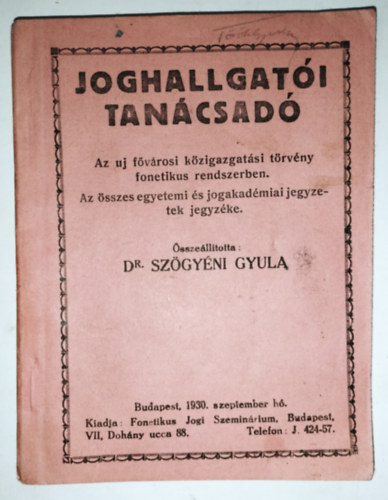 JOGHALLGATÓI
TANÁCSADÓ
Az uj fővárosi közigazgatási törvény
fonetikus rendszerben.
Az összes egyetemi és jogakadémiai jegyze-
tek jegyzéke.
Összeállitotta :
DR. SZÖGYÉNI GYULA
Budapest, 1930. szeptember hó.
Kiadja : Fonetikus Jogi Szeminárium, Budapest,
VII, Dohány ucca 88. Telefon : J. 424-57.